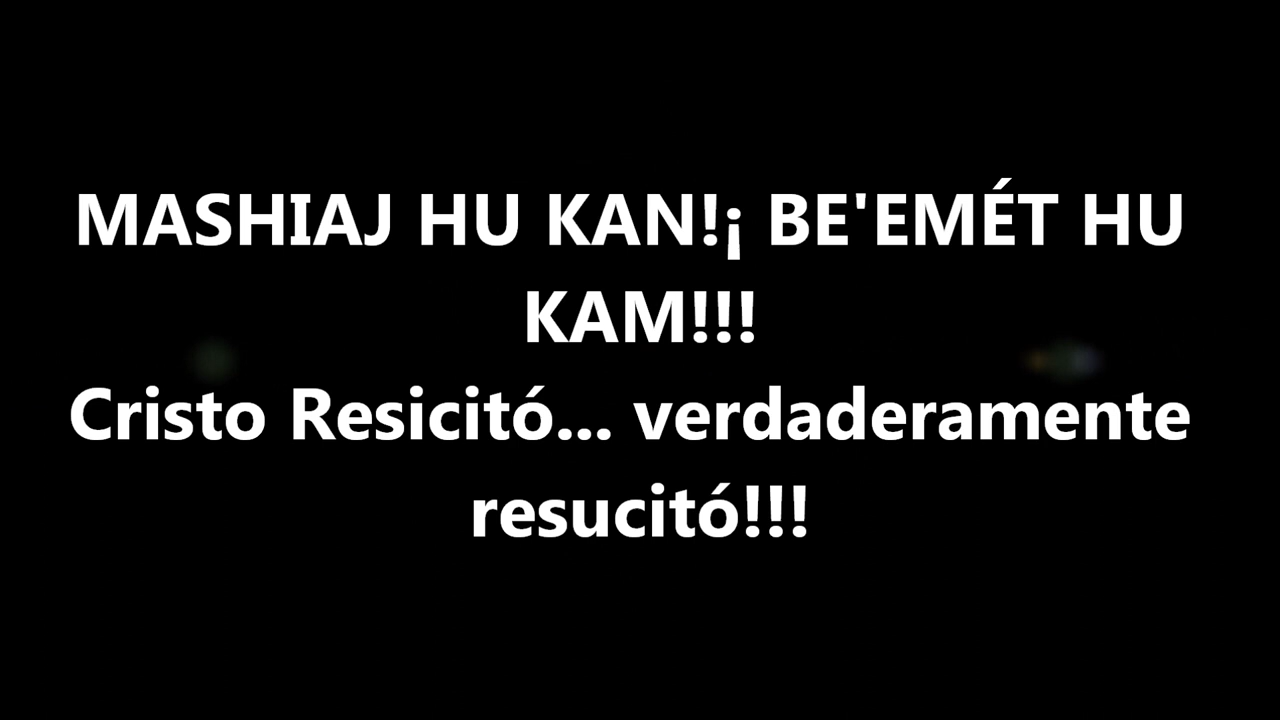 MASHIAJ HU KAN!¡ BE'EMÉT HU
KAM!!!
Cristo Resicitó... verdaderamente
resucitó!!!